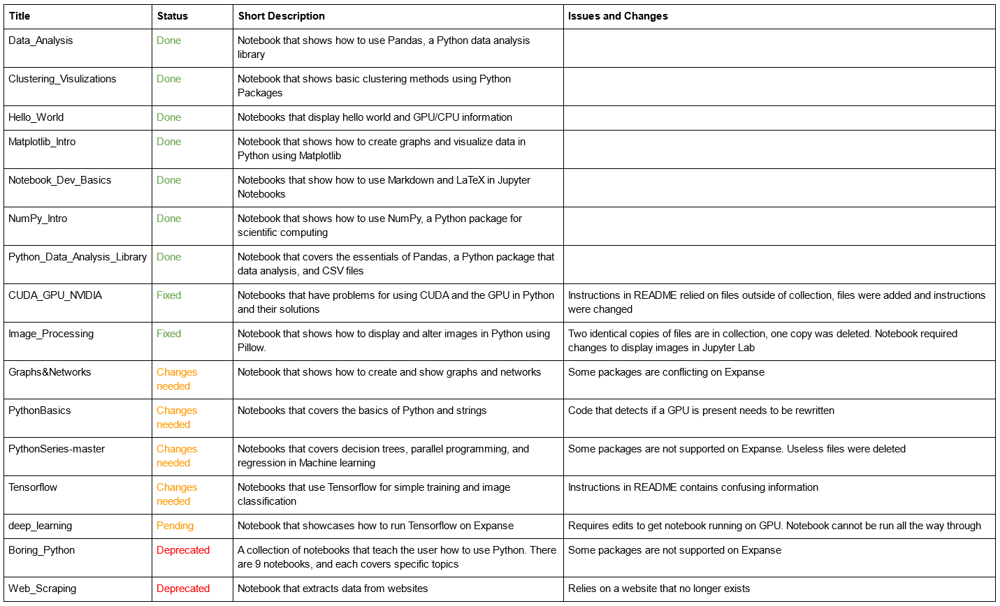 Title Status Short Description Issues and Changes
Data_Analysis Done Notebook that shows how to use Pandas, a Python data analysis
library
Clustering_Visulizations Done Notebook that shows basic clustering methods using Python
Packages
Hello_World Done Notebooks that display hello world and GPU/CPU information
Matplotlib_Intro Done Notebook that shows how to create graphs and visualize data in
Python using Matplotlib
Notebook_Dev_Basics Done Notebooks that show how to use Markdown and LaTeX in Jupyter
Notebooks
NumPy_Intro Done Notebook that shows how to use NumPy, a Python package for
scientific computing
Python_Data_Analysis_Library Done Notebook that covers the essentials of Pandas, a Python package that
data analysis, and CSV files
CUDA_GPU_NVIDIA Fixed Notebooks that have problems for using CUDA and the GPU in Python Instructions in README relied on files outside of collection, files were added and instructions
and their solutions were changed
Image_Processing Fixed Notebook that shows how to display and alter images in Python using Two identical copies of files are in collection, one copy was deleted. Notebook required
Pillow. changes to display images in Jupyter Lab
Graphs&Networks Changes Notebook that shows how to create and show graphs and networks Some packages are conflicting on Expanse
needed
PythonBasics Changes Notebooks that covers the basics of Python and strings Code that detects if a GPU is present needs to be rewritten
needed
PythonSeries-master Changes Notebooks that covers decision trees, parallel programming, and Some packages are not supported on Expanse. Useless files were deleted
needed regression in Machine learning
Tensorflow Changes Notebooks that use Tensorflow for simple training and image Instructions in README contains confusing information
needed classification
deep_learning Pending Notebook that showcases how to run Tensorflow on Expanse Requires edits to get notebook running on GPU. Notebook cannot be run all the way through
Boring_Python Deprecated A collection of notebooks that teach the user how to use Python. There Some packages are not supported on Expanse
are 9 notebooks, and each covers specific topics
Web_Scraping Deprecated Notebook that extracts data from websites Relies on a website that no longer exists